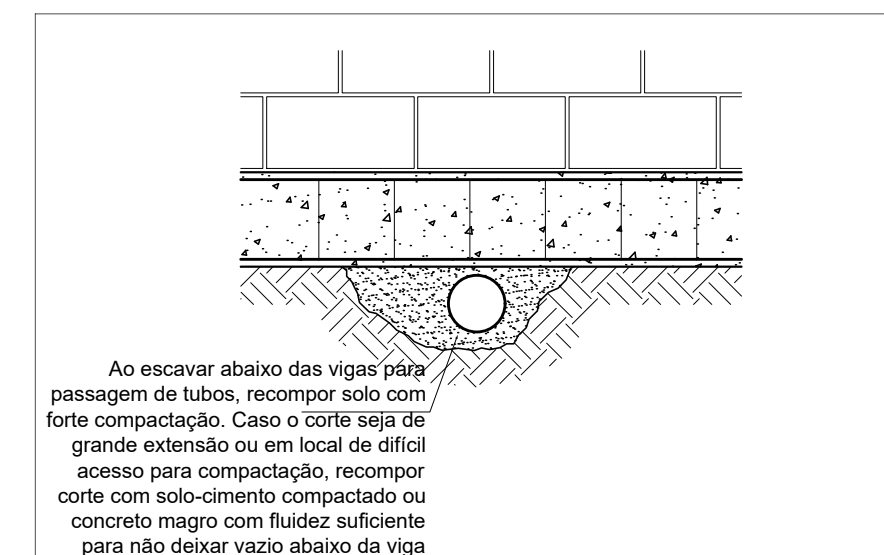 Ao escavar abaixo das vigas para
passagem de tubos, recompor solo com
forte compactação. Caso o corte seja de
grande extensão ou em local de difícil
acesso para compactação, recompor
corte com solo-cimento compactado ou
concreto magro com fluidez suficiente
para não deixar vazio abaixo da viga